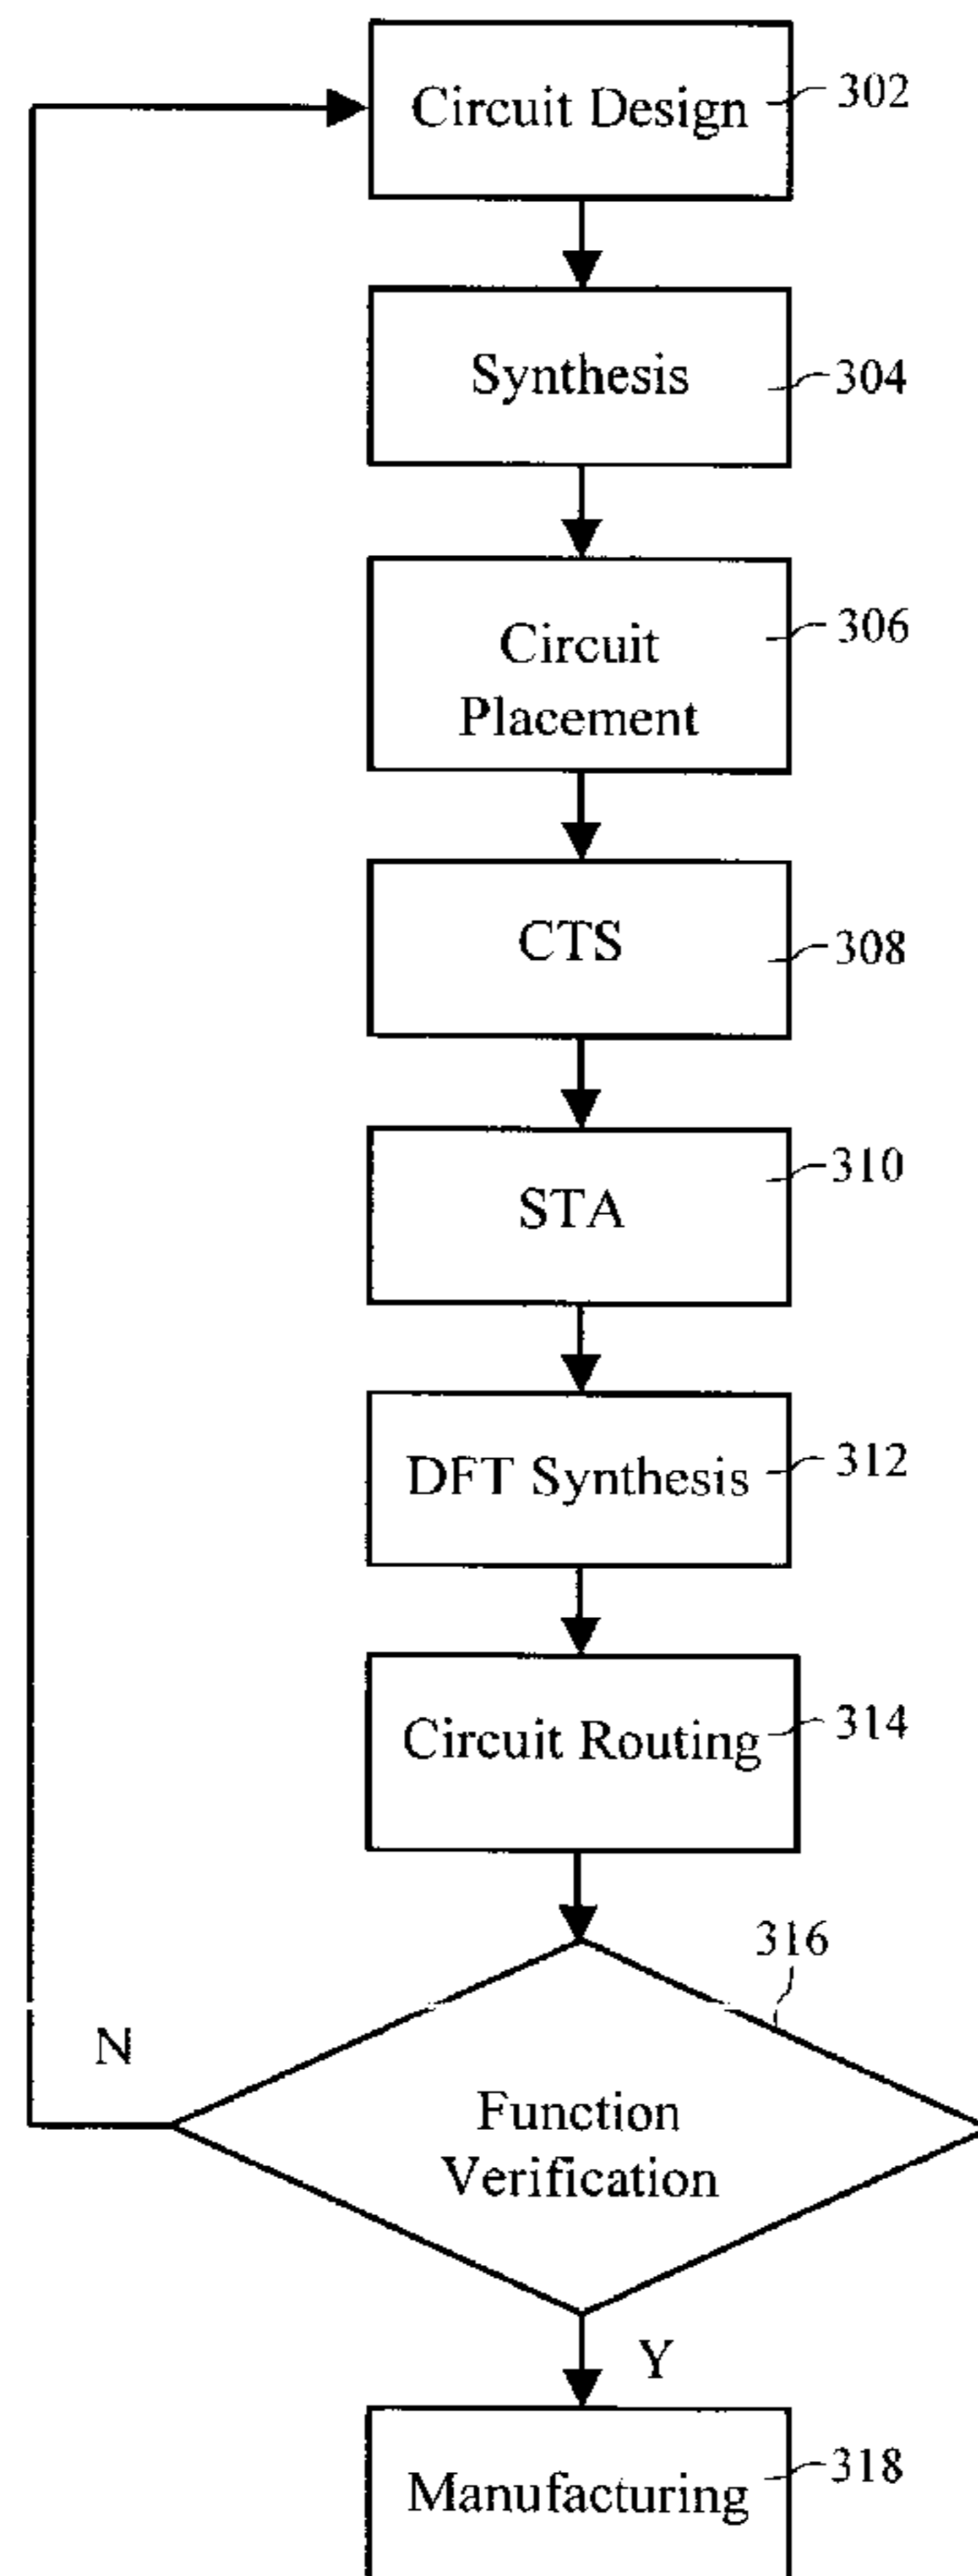 Circuit Design
302
Synthesis
304
Circuit
Placement
306
CTS
308
STA
310
DFT Synthesis
312
Circuit Routing
314
316
N
Function
Verification
Y
Manufacturing
318